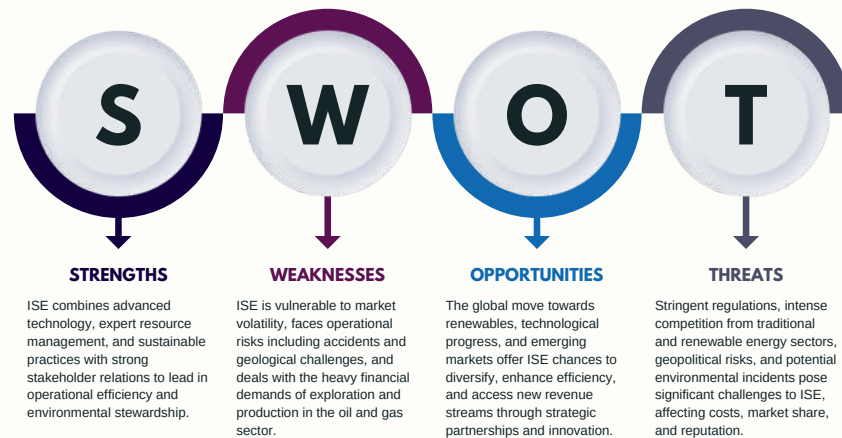 S
W
O
T
STRENGTHS
ISE combines advanced
technology, expert resource
management, and sustainable
practices with strong
stakeholder relations to lead in
operational efficiency and
environmental stewardship.
WEAKNESSES
ISE is vulnerable to market
volatility, faces operational
risks including accidents and
geological challenges, and
deals with the heavy financial
demands of exploration and
production in the oil and gas
sector.
OPPORTUNITIES
The global move towards
renewables, technological
progress, and emerging
markets offer ISE chances to
diversify, enhance efficiency,
and access new revenue
streams through strategic
partnerships and innovation.
THREATS
Stringent regulations, intense
competition from traditional
and renewable energy sectors,
geopolitical risks, and potential
environmental incidents pose
significant challenges to ISE,
affecting costs, market share,
and reputation.